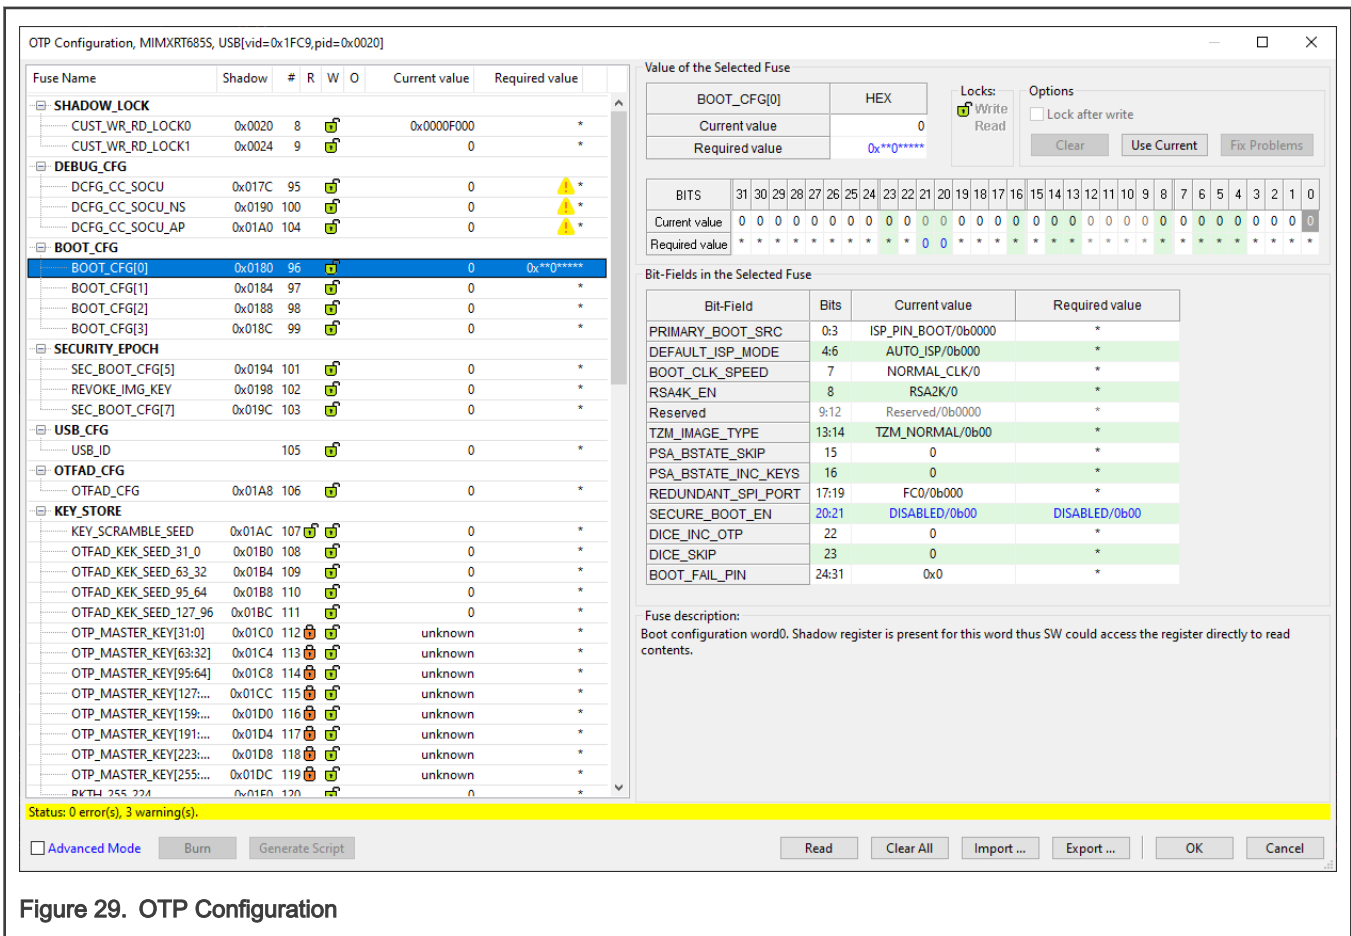 OTP Configuration, MIMXRT685S, USB[vid=0x1FC9,pid=0x0020]
Fuse Name Shadow # R W O Current value Required value
SHADOW_LOCK
CUST_WR_RD_LOCK0 0x0020 8 0x0000F000 *
CUST_WR_RD_LOCK1 0x0024 9 0 *
DEBUG_CFG
DCFG_CC_SOCU 0x017C 95 0 *
DCFG_CC_SOCU_NS 0x0190 100 0 *
DCFG_CC_SOCU_AP 0x01A0 104 0 *
BOOT_CFG
BOOT_CFG[0] 0x0180 96 0 0x**0*****
BOOT_CFG[1] 0x0184 97 0 *
BOOT_CFG[2] 0x0188 98 0 *
BOOT_CFG[3] 0x018C 99 0 *
SECURITY_EPOCH
SEC_BOOT_CFG[5] 0x0194 101 0 *
REVOKE_IMG_KEY 0x0198 102 0 *
SEC_BOOT_CFG[7] 0x019C 103 0 *
USB_CFG
USB_ID 105 0 *
OTFAD_CFG
OTFAD_CFG 0x01A8 106 0 *
KEY_STORE
KEY_SCRAMBLE_SEED 0x01AC 107 0 *
OTFAD_KEK_SEED_31_0 0x01B0 108 0 *
OTFAD_KEK_SEED_63_32 0x01B4 109 0 *
OTFAD_KEK_SEED_95_64 0x01B8 110 0 *
OTFAD_KEK_SEED_127_96 0x01BC 111 0 *
OTP_MASTER_KEY[31:0] 0x01C0 112 unknown *
OTP_MASTER_KEY[63:32] 0x01C4 113 unknown *
OTP_MASTER_KEY[95:64] 0x01C8 114 unknown *
OTP_MASTER_KEY[127:... 0x01CC 115 unknown *
OTP_MASTER_KEY[159:... 0x01D0 116 unknown *
OTP_MASTER_KEY[191:... 0x01D4 117 unknown *
OTP_MASTER_KEY[223:... 0x01D8 118 unknown *
OTP_MASTER_KEY[255:... 0x01DC 119 unknown *
RKTH_255_224 0x01E0 120 0 *
Value of the Selected Fuse
BOOT_CFG[0] HEX
Current value 0
Required value 0x**0*****
Locks:
Write
Read
Options
Lock after write
Clear Use Current Fix Problems
BITS 31 30 29 28 27 26 25 24 23 22 21 20 19 18 17 16 15 14 13 12 11 10 9 8 7 6 5 4 3 2 1 0
Current value 0 0 0 0 0 0 0 0 0 0 0 0 0 0 0 0 0 0 0 0 0 0 0 0 0 0 0 0 0 0 0 0
Required value * * * * * * * * * * 0 0 * * * * * * * * * * * * * * * * * * * *
Bit-Fields in the Selected Fuse
Bit-Field Bits Current value Required value
PRIMARY_BOOT_SRC 0:3 ISP_PIN_BOOT/0b0000 *
DEFAULT_ISP_MODE 4:6 AUTO_ISP/0b000 *
BOOT_CLK_SPEED 7 NORMAL_CLK/0 *
RSA4K_EN 8 RSA2K/0 *
Reserved 9:12 Reserved/0b0000 *
TZM_IMAGE_TYPE 13:14 TZM_NORMAL/0b00 *
PSA_BSTATE_SKIP 15 0 *
PSA_BSTATE_INC_KEYS 16 0 *
REDUNDANT_SPI_PORT 17:19 FC0/0b000 *
SECURE_BOOT_EN 20:21 DISABLED/0b00 DISABLED/0b00
DICE_INC_OTP 22 0 *
DICE_SKIP 23 0 *
BOOT_FAIL_PIN 24:31 0x0 *
Fuse description:
Boot configuration word0. Shadow register is present for this word thus SW could access the register directly to read
contents.
Status: 0 error(s), 3 warning(s).
Advanced Mode Burn Generate Script Read Clear All Import ... Export ... OK Cancel
Figure 29. OTP Configuration